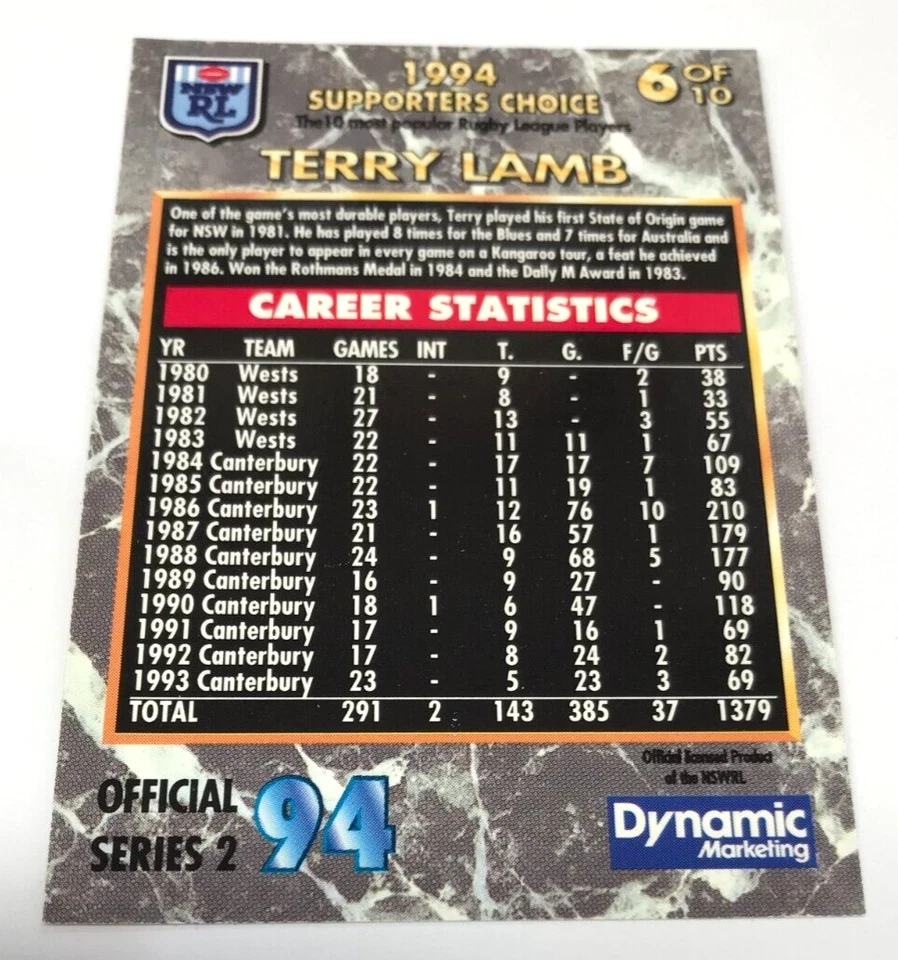 NSW
RL
1994
SUPPORTERS CHOICE
The 10 most popular Rugby League Players
6 OF 10
TERRY LAMB
One of the game's most durable players, Terry played his first State of Origin game
for NSW in 1981. He has played 8 times for the Blues and 7 times for Australia and
is the only player to appear in every game on a Kangaroo tour, a feat he achieved
in 1986. Won the Rothmans Medal in 1984 and the Dally M Award in 1983.
CAREER STATISTICS
YR TEAM GAMES INT T. G. F/G PTS
1980 Wests 18 - 9 - 2 38
1981 Wests 21 - 8 - 1 33
1982 Wests 27 - 13 - 3 55
1983 Wests 22 - 11 11 1 67
1984 Canterbury 22 - 17 17 7 109
1985 Canterbury 22 - 11 19 1 83
1986 Canterbury 23 1 12 76 10 210
1987 Canterbury 21 - 16 57 1 179
1988 Canterbury 24 - 9 68 5 177
1989 Canterbury 16 - 9 27 - 90
1990 Canterbury 18 1 6 47 - 118
1991 Canterbury 17 - 9 16 1 69
1992 Canterbury 17 - 8 24 2 82
1993 Canterbury 23 - 5 23 3 69
TOTAL 291 2 143 385 37 1379
Official licensed Product
of the NSWRL
OFFICIAL
SERIES 2
94
Dynamic
Marketing